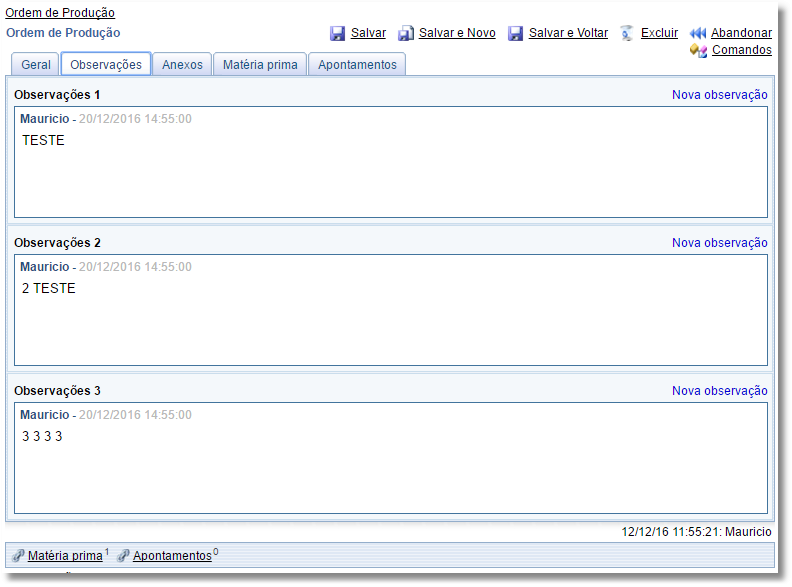 Ordem de Produção
Ordem de Produção
Salvar Salvar e Novo Salvar e Voltar Excluir Abandonar
Comandos
Geral Observações Anexos Matéria prima Apontamentos
Observações 1 Nova observação
Mauricio - 20/12/2016 14:55:00
TESTE
Observações 2 Nova observação
Mauricio - 20/12/2016 14:55:00
2 TESTE
Observações 3 Nova observação
Mauricio - 20/12/2016 14:55:00
3 3 3 3
12/12/16 11:55:21: Mauricio
Matéria prima 1 Apontamentos 0